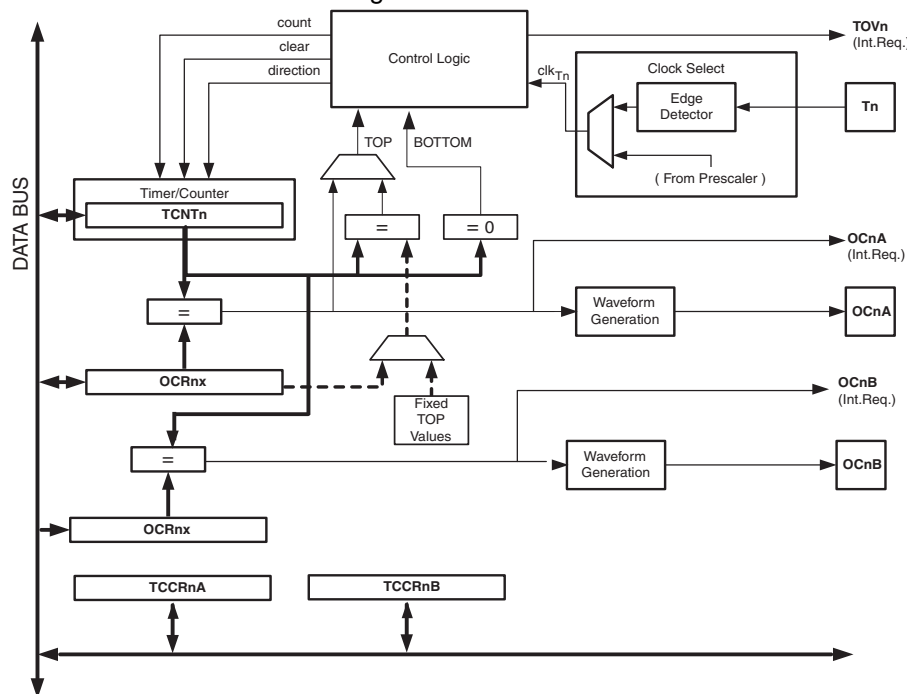 count
clear
direction
Control Logic
TOVn
(Int.Req.)
clkTn
Clock Select
Edge
Detector
Tn
( From Prescaler )
TOP
BOTTOM
Timer/Counter
TCNTn
DATA BUS
=
= 0
OCnA
(Int.Req.)
=
Waveform
Generation
OCnA
OCRnx
Fixed
TOP
Values
OCnB
(Int.Req.)
=
Waveform
Generation
OCnB
OCRnx
TCCRnA
TCCRnB